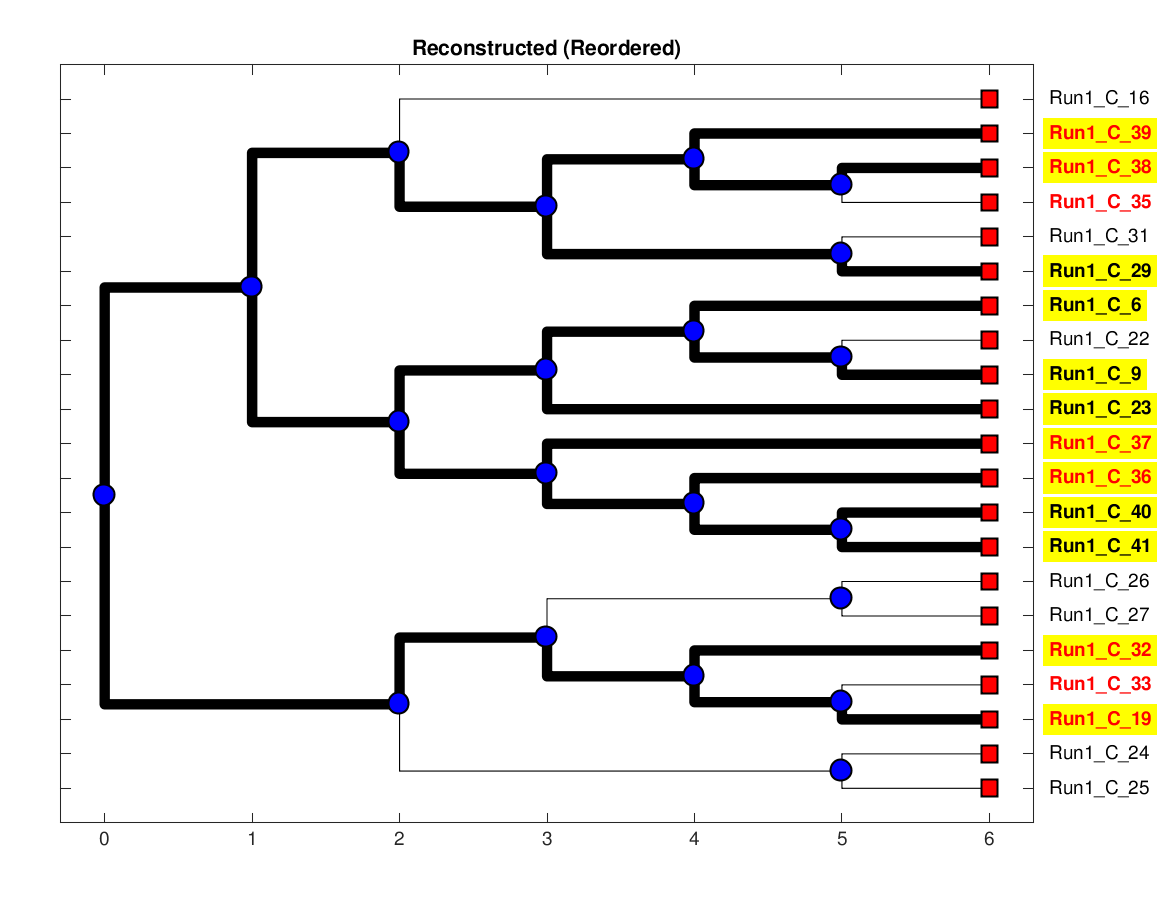 Reconstructed (Reordered)
Run1_C_16
Run1_C_39
Run1_C_38
Run1_C_35
Run1_C_31
Run1_C_29
Run1_C_6
Run1_C_22
Run1_C_9
Run1_C_23
Run1_C_37
Run1_C_36
Run1_C_40
Run1_C_41
Run1_C_26
Run1_C_27
Run1_C_32
Run1_C_33
Run1_C_19
Run1_C_24
Run1_C_25
0 1 2 3 4 5 6